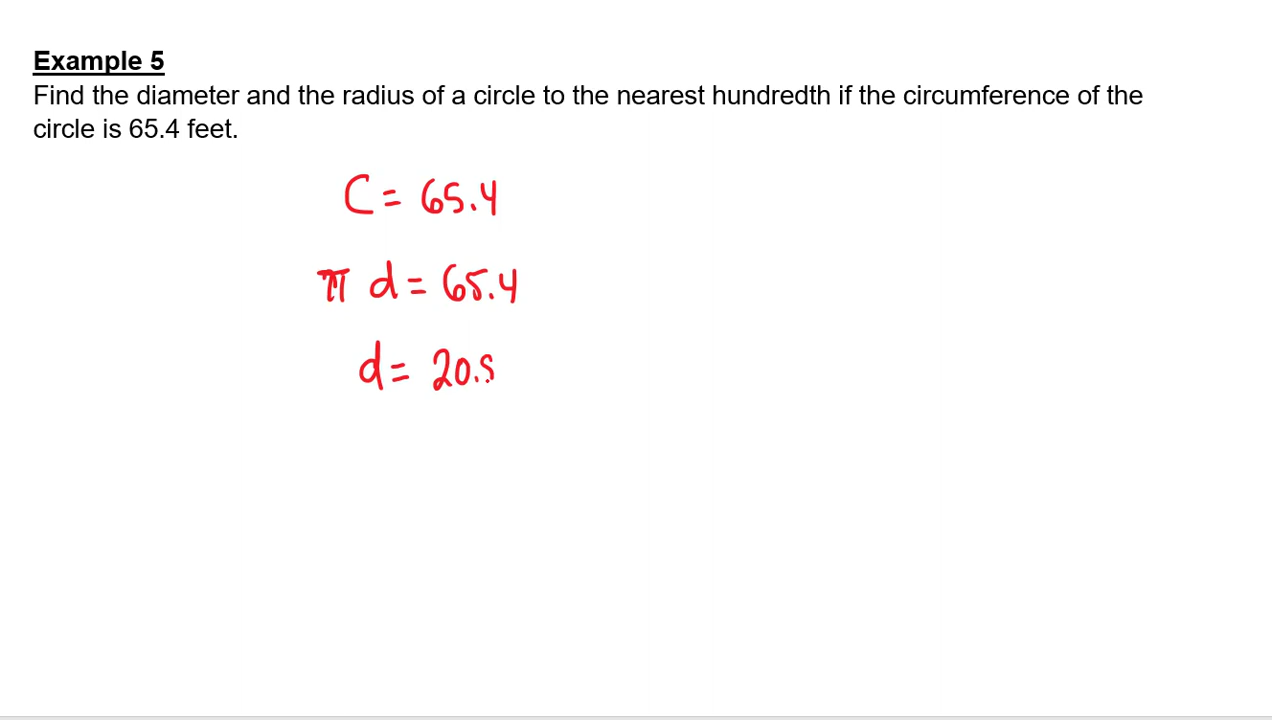 Example 5
Find the diameter and the radius of a circle to the nearest hundredth if the circumference of the
circle is 65.4 feet.
C = 65.4
π d = 65.4
d = 20.8